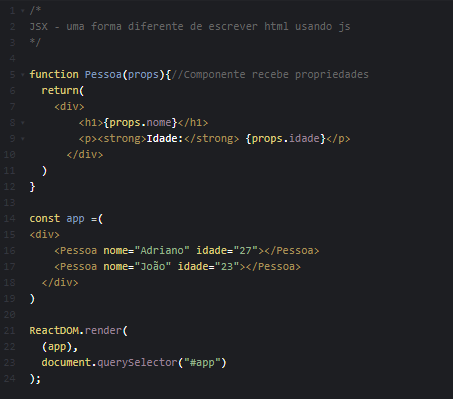 1 /*
2 JSX - uma forma diferente de escrever html usando js
3 */
4
5 function Pessoa(props){//Componente recebe propriedades
6 return(
7 <div>
8 <h1>{props.nome}</h1>
9 <p><strong>Idade:</strong> {props.idade}</p>
10 </div>
11 )
12 }
13
14 const app =(
15 <div>
16 <Pessoa nome="Adriano" idade="27"></Pessoa>
17 <Pessoa nome="João" idade="23"></Pessoa>
18 </div>
19 )
20
21 ReactDOM.render(
22 (app),
23 document.querySelector("#app")
24 );